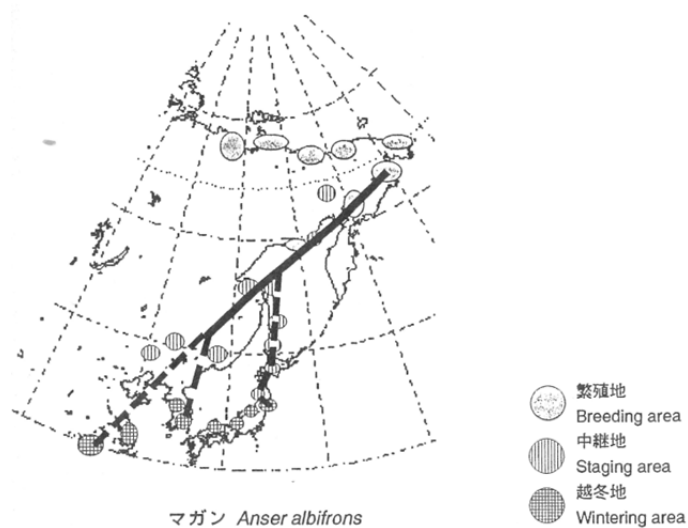 繁殖地
Breeding area
中継地
Staging area
越冬地
Wintering area
マガン Anser albifrons